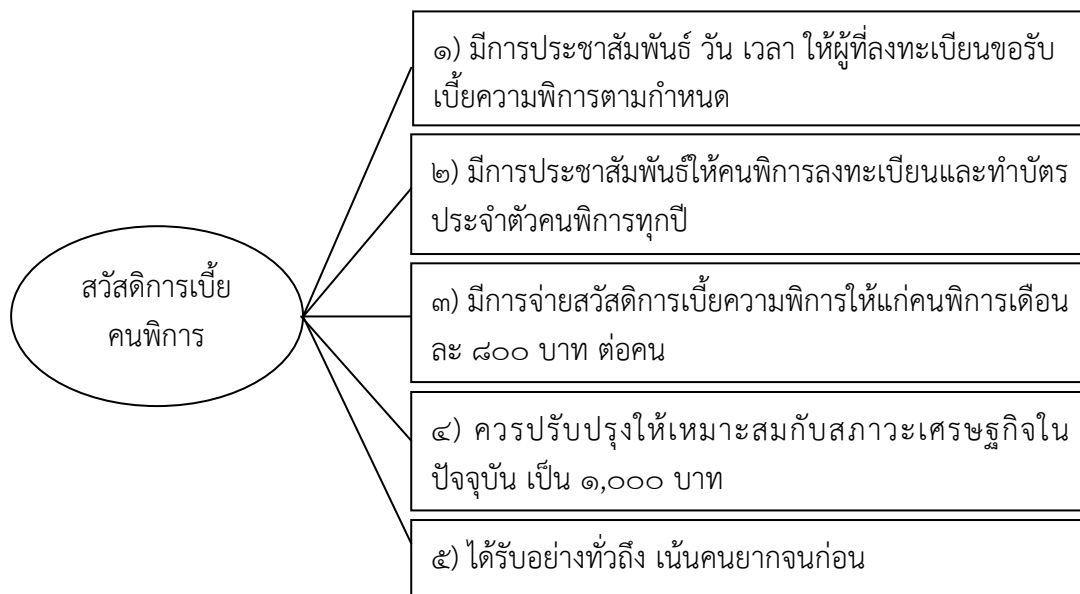 ๑) มีการประชาสัมพันธ์ วัน เวลา ให้ผู้ที่ลงทะเบียนขอรับ
เบี้ยความพิการตามกำหนด
๒) มีการประชาสัมพันธ์ให้คนพิการลงทะเบียนและทำบัตร
ประจำตัวคนพิการทุกปี
สวัสดิการเบี้ย
คนพิการ
๓) มีการจ่ายสวัสดิการเบี้ยความพิการให้แก่คนพิการเดือน
ละ ๘๐๐ บาท ต่อคน
๔) ควรปรับปรุงให้เหมาะสมกับสภาวะเศรษฐกิจใน
ปัจจุบัน เป็น ๑,๐๐๐ บาท
๕) ได้รับอย่างทั่วถึง เน้นคนยากจนก่อน